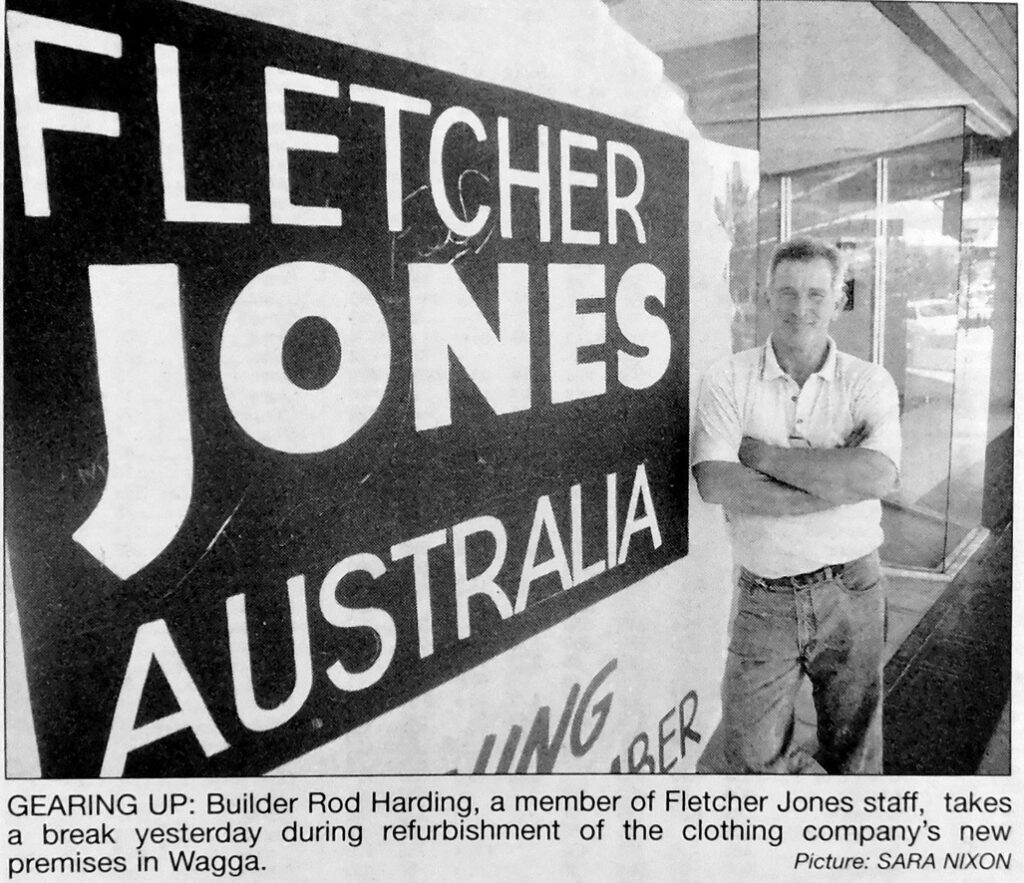 FLETCHER
JONES
AUSTRALIA
GEARING UP: Builder Rod Harding, a member of Fletcher Jones staff, takes
a break yesterday during refurbishment of the clothing company's new
premises in Wagga.
Picture: SARA NIXON